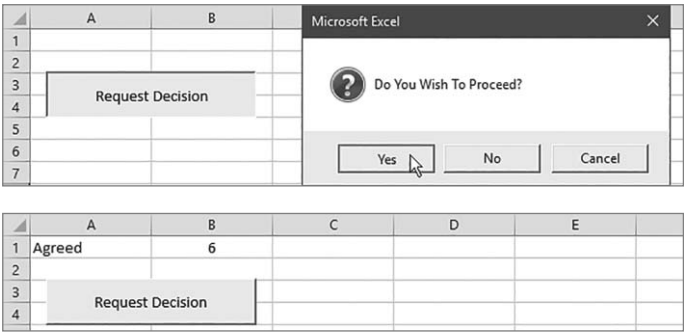 A B Microsoft Excel
1
2
3
4
5
6
7
Request Decision
Do You Wish To Proceed?
Yes No Cancel
A B C D E
1 Agreed 6
2
3
4
Request Decision